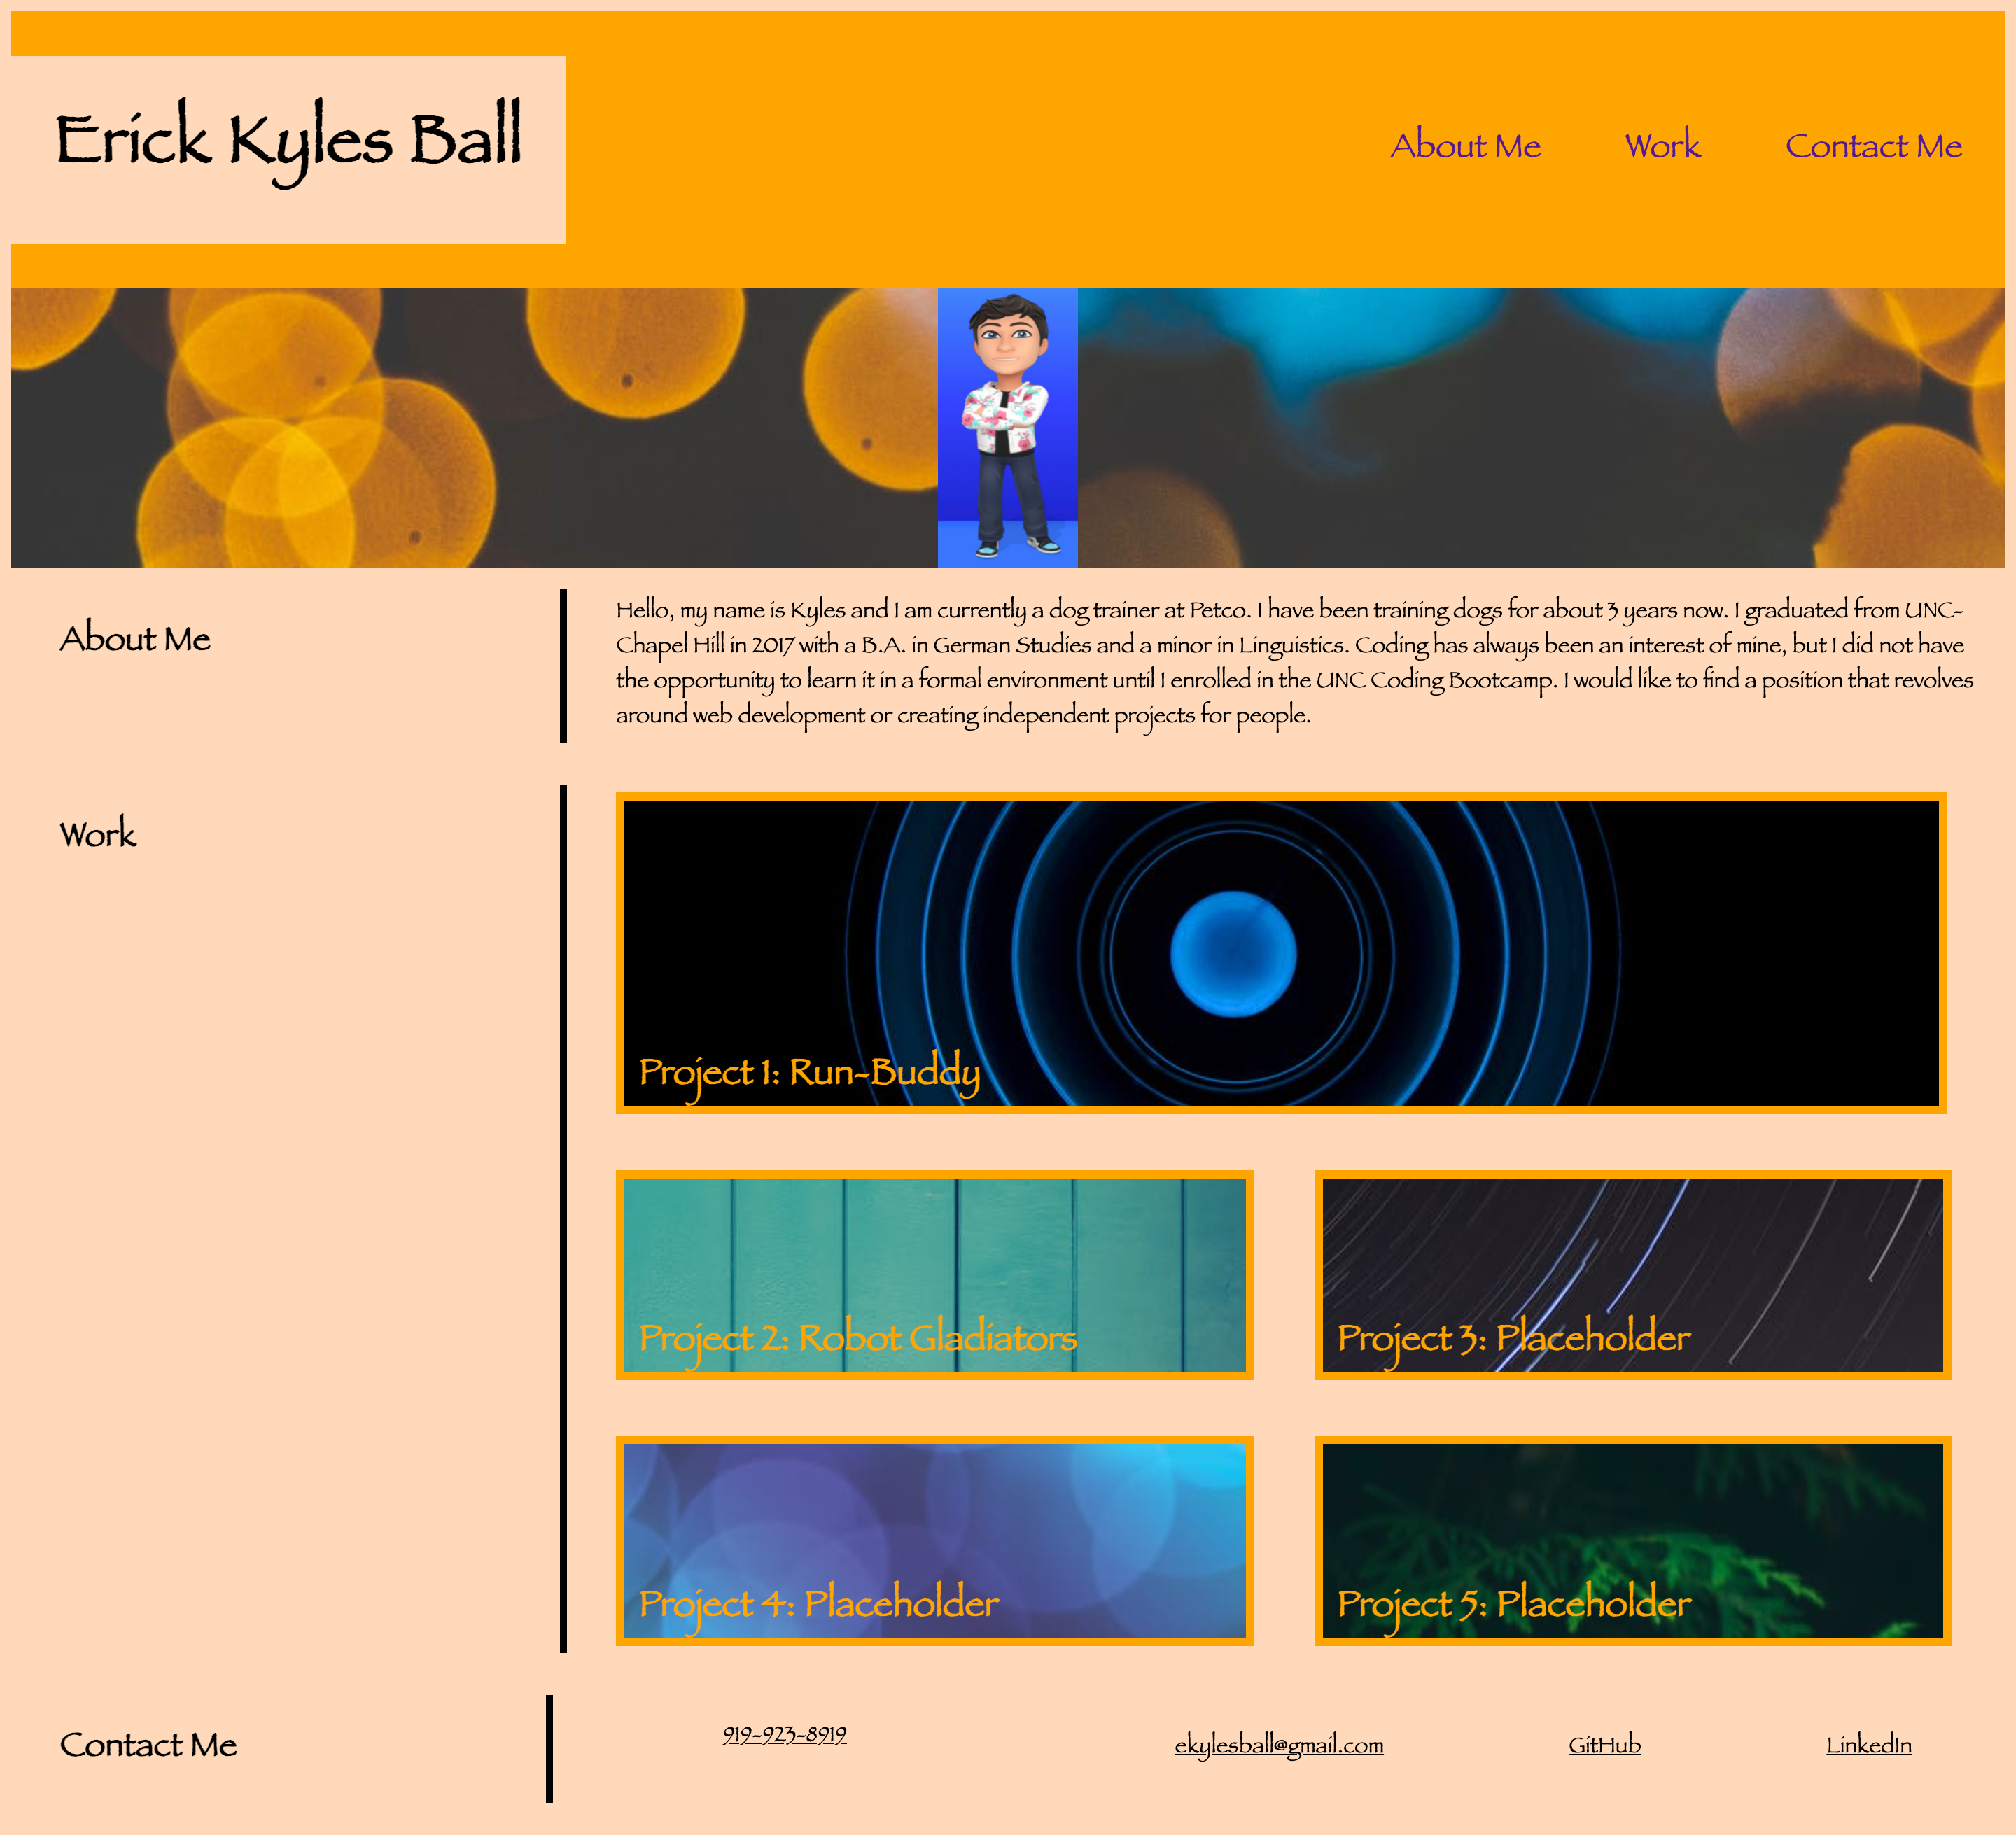 Erick Kyles Ball
About Me
Work
Contact Me
About Me
Hello, my name is Kyles and I am currently a dog trainer at Petco. I have been training dogs for about 3 years now. I graduated from UNC-
Chapel Hill in 2017 with a B.A. in German Studies and a minor in Linguistics. Coding has always been an interest of mine, but I did not have
the opportunity to learn it in a formal environment until I enrolled in the UNC Coding Bootcamp. I would like to find a position that revolves
around web development or creating independent projects for people.
Work
Project 1: Run-Buddy
Project 2: Robot Gladiators
Project 3: Placeholder
Project 4: Placeholder
Project 5: Placeholder
Contact Me
919-923-8919
ekylesball@gmail.com
GitHub
LinkedIn